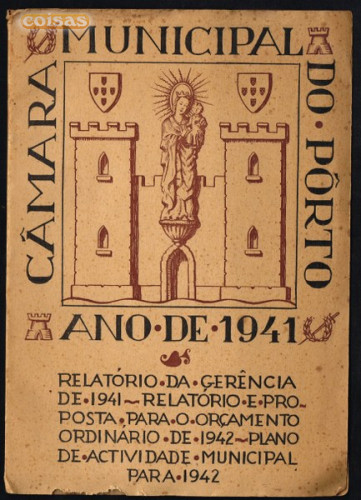 coisas
CÂMARA
MUNICIPAL
DO·PÔRTO
ANO·DE·1941
RELATÓRIO·DA·GERÊNCIA
DE·1941~RELATÓRIO·E·PRO-
POSTA·PARA·O·ORÇAMENTO
ORDINÁRIO·DE·1942~PLANO
DE·ACTIVIDADE·MUNICIPAL
PARA·1942